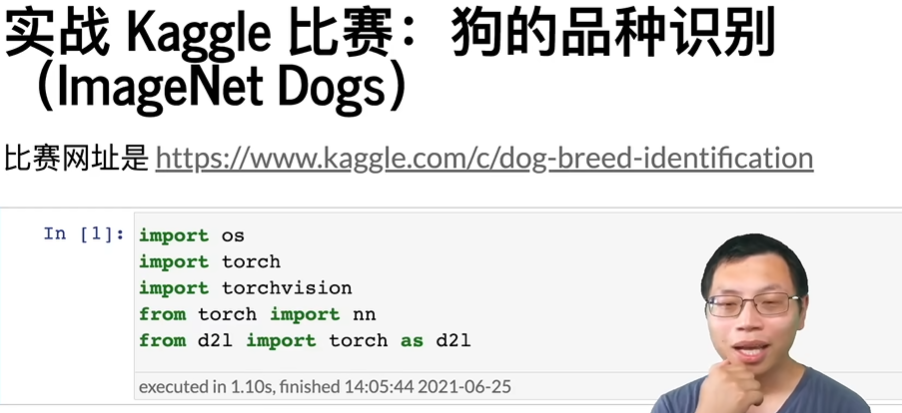 实战 Kaggle 比赛：狗的品种识别
（ImageNet Dogs）
比赛网址是 https://www.kaggle.com/c/dog-breed-identification
In [1]: import os
import torch
import torchvision
from torch import nn
from d2l import torch as d2l
executed in 1.10s, finished 14:05:44 2021-06-25